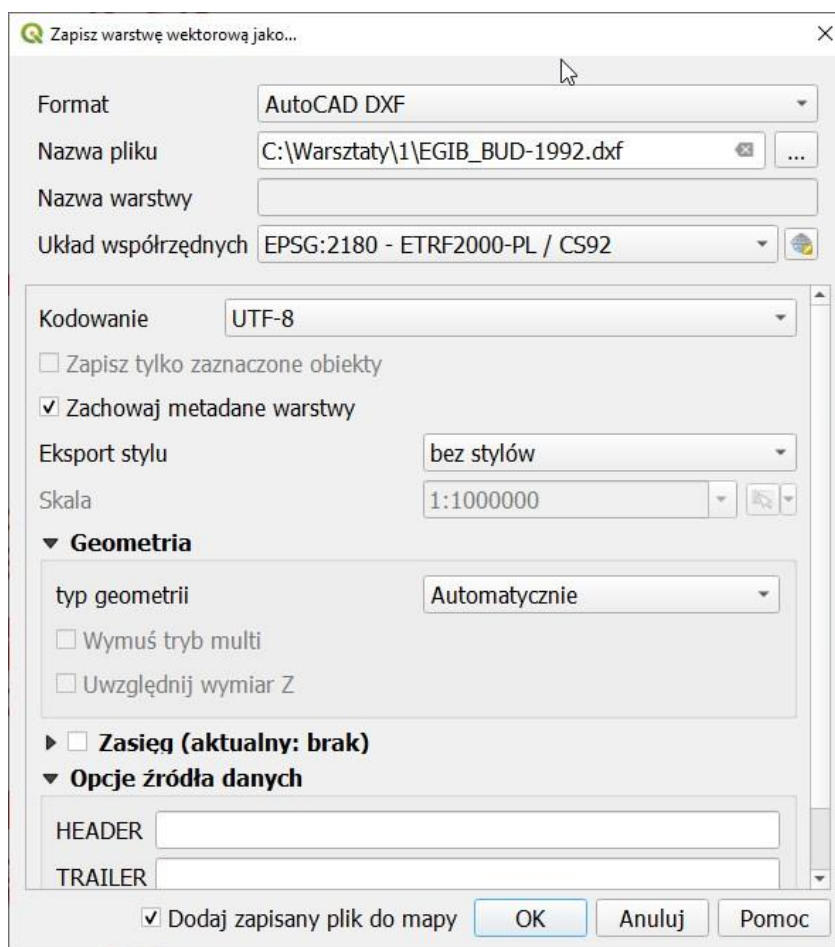 Zapisz warstwę wektorową jako...
Format AutoCAD DXF
Nazwa pliku C:\Warsztaty\1\EGIB_BUD-1992.dxf ...
Nazwa warstwy
Układ współrzędnych EPSG:2180 - ETRF2000-PL / CS92
Kodowanie UTF-8
Zapisz tylko zaznaczone obiekty
Zachowaj metadane warstwy
Eksport stylu bez stylów
Skala 1:1000000
Geometria
typ geometrii Automatycznie
Wymuś tryb multi
Uwzględnij wymiar Z
Zasięg (aktualny: brak)
Opcje źródła danych
HEADER
TRAILER
Dodaj zapisany plik do mapy OK Anuluj Pomoc